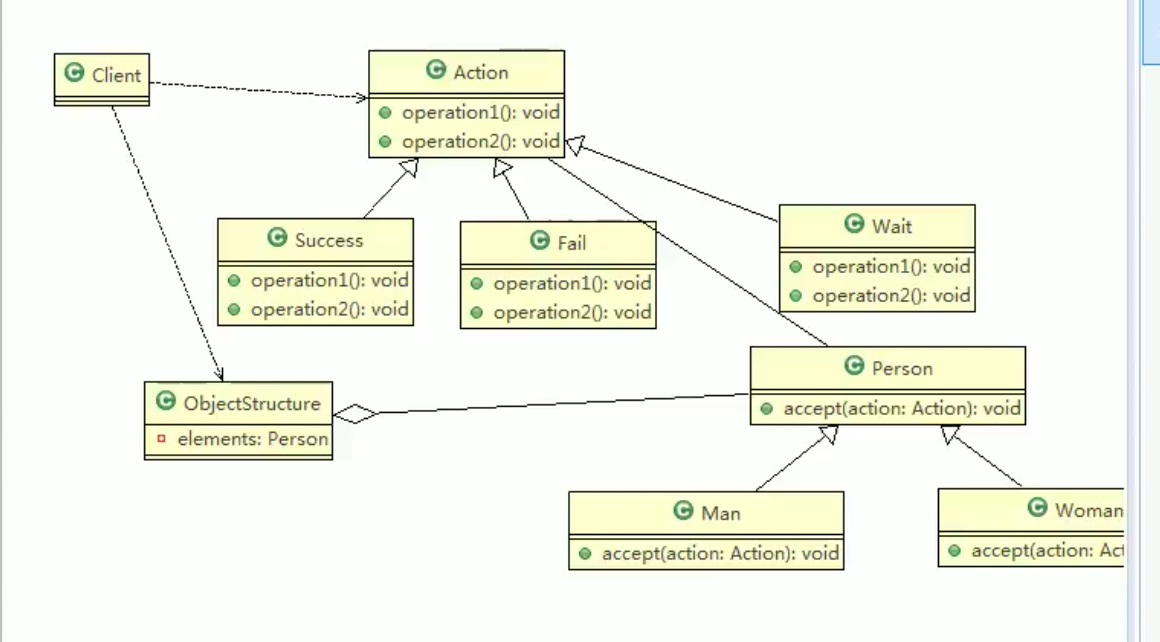 Client
Action
operation1(): void
operation2(): void
Success
operation1(): void
operation2(): void
Fail
operation1(): void
operation2(): void
Wait
operation1(): void
operation2(): void
ObjectStructure
elements: Person
Person
accept(action: Action): void
Man
accept(action: Action): void
Woman
accept(action: Act